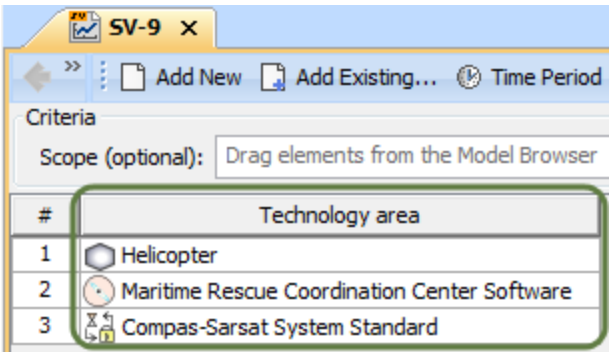 SV-9 X
» Add New Add Existing... Time Period
Criteria
Scope (optional): Drag elements from the Model Browser
# Technology area
1 Helicopter
2 Maritime Rescue Coordination Center Software
3 Compas-Sarsat System Standard